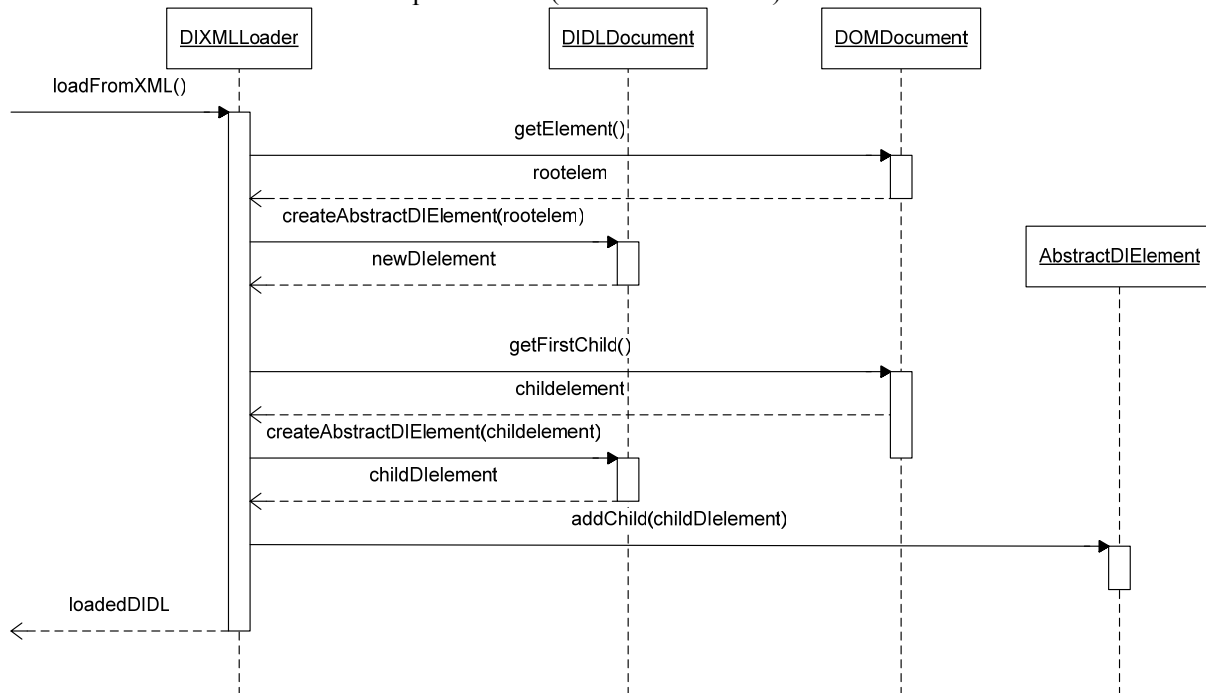 DIXMLLoader
DIDLDocument
DOMDocument
loadFromXML()
getElement()
rootelem
createAbstractDIElement(rootelem)
newDIelement
AbstractDIElement
getFirstChild()
childelement
createAbstractDIElement(childelement)
childDIelement
addChild(childDIelement)
loadedDIDL